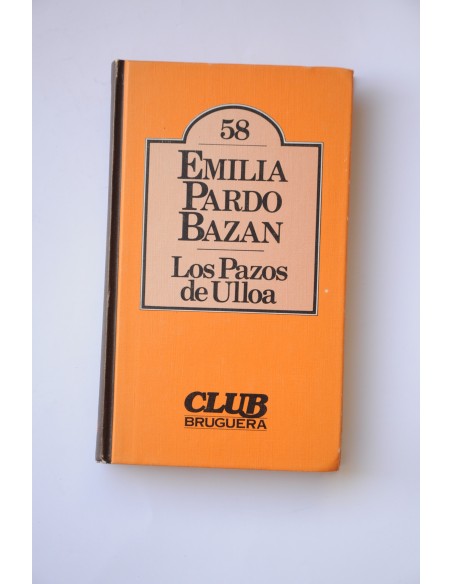 58
EMILIA
PARDO
BAZAN
Los Pazos
de Ulloa
CLUB
BRUGUERA